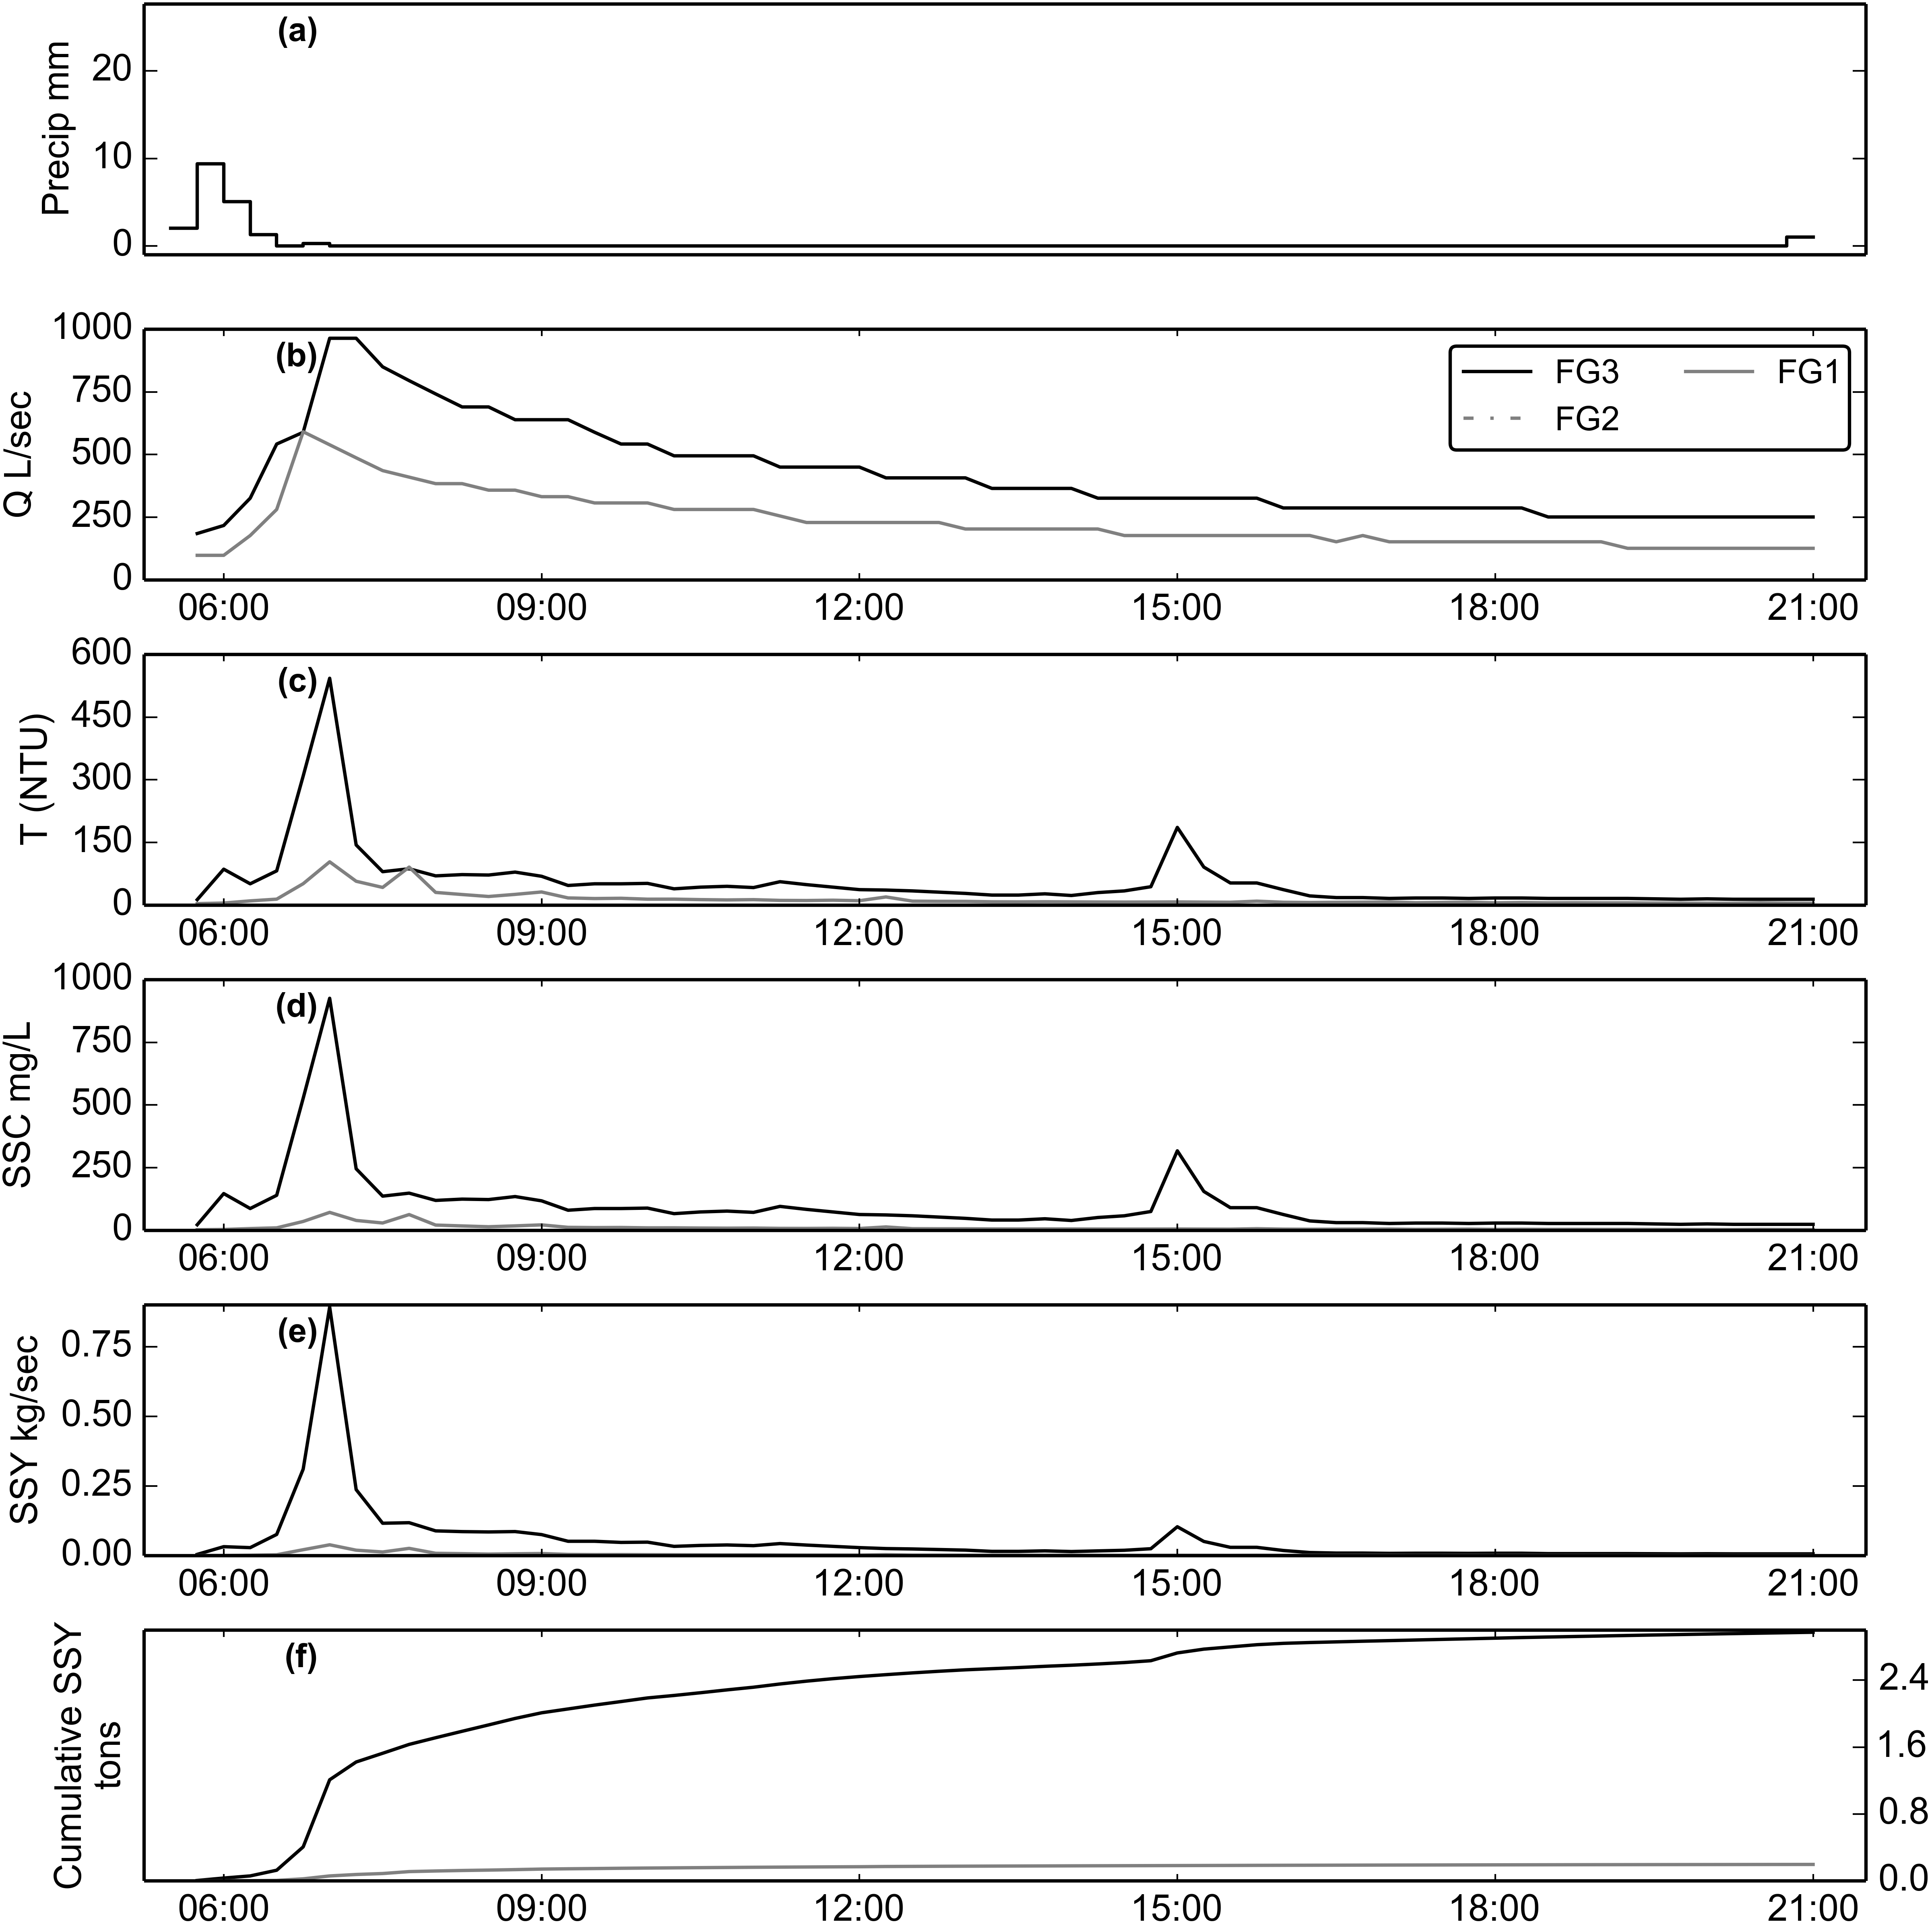 (a)
Precip mm
20
10
0
(b)
Q L/sec
1000
750
500
250
0
FG3 FG1
FG2
06:00 09:00 12:00 15:00 18:00 21:00
(c)
T (NTU)
600
450
300
150
0
06:00 09:00 12:00 15:00 18:00 21:00
(d)
SSC mg/L
1000
750
500
250
0
06:00 09:00 12:00 15:00 18:00 21:00
(e)
SSY kg/sec
0.75
0.50
0.25
0.00
06:00 09:00 12:00 15:00 18:00 21:00
(f)
Cumulative SSY
tons
2.4
1.6
0.8
0.0
06:00 09:00 12:00 15:00 18:00 21:00